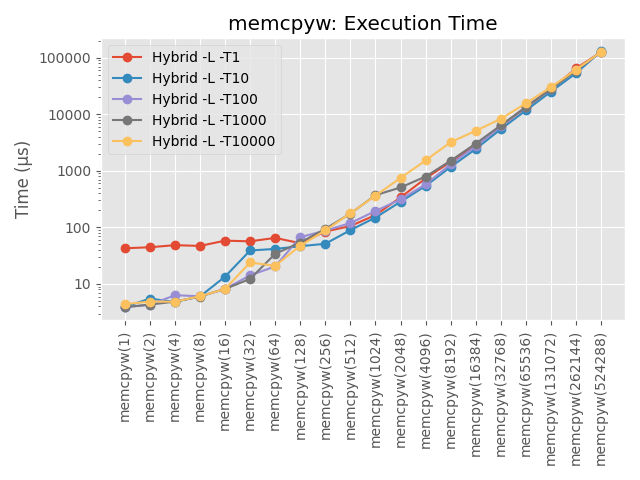 memcpyw: Execution Time
Time (µs)
100000
10000
1000
100
10
Hybrid -L -T1
Hybrid -L -T10
Hybrid -L -T100
Hybrid -L -T1000
Hybrid -L -T10000
memcpyw(1)
memcpyw(2)
memcpyw(4)
memcpyw(8)
memcpyw(16)
memcpyw(32)
memcpyw(64)
memcpyw(128)
memcpyw(256)
memcpyw(512)
memcpyw(1024)
memcpyw(2048)
memcpyw(4096)
memcpyw(8192)
memcpyw(16384)
memcpyw(32768)
memcpyw(65536)
memcpyw(131072)
memcpyw(262144)
memcpyw(524288)